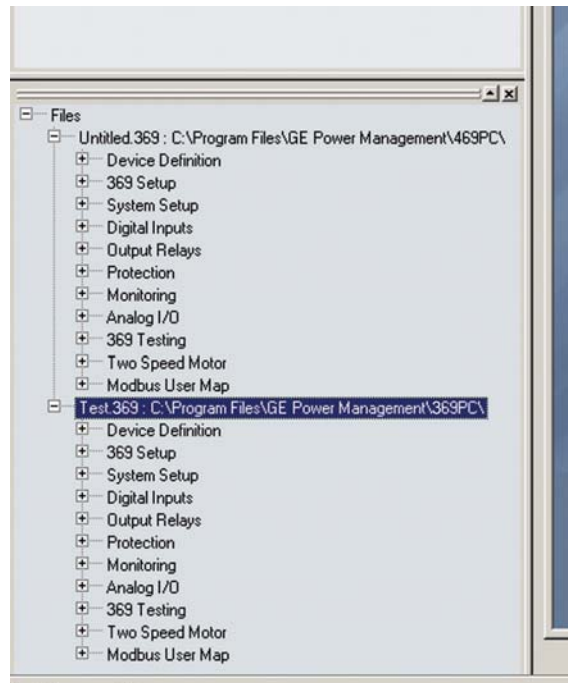 Files
Untitled.369 : C:\Program Files\GE Power Management\469PC\
Device Definition
369 Setup
System Setup
Digital Inputs
Output Relays
Protection
Monitoring
Analog I/O
369 Testing
Two Speed Motor
Modbus User Map
Test.369 : C:\Program Files\GE Power Management\369PC\
Device Definition
369 Setup
System Setup
Digital Inputs
Output Relays
Protection
Monitoring
Analog I/O
369 Testing
Two Speed Motor
Modbus User Map